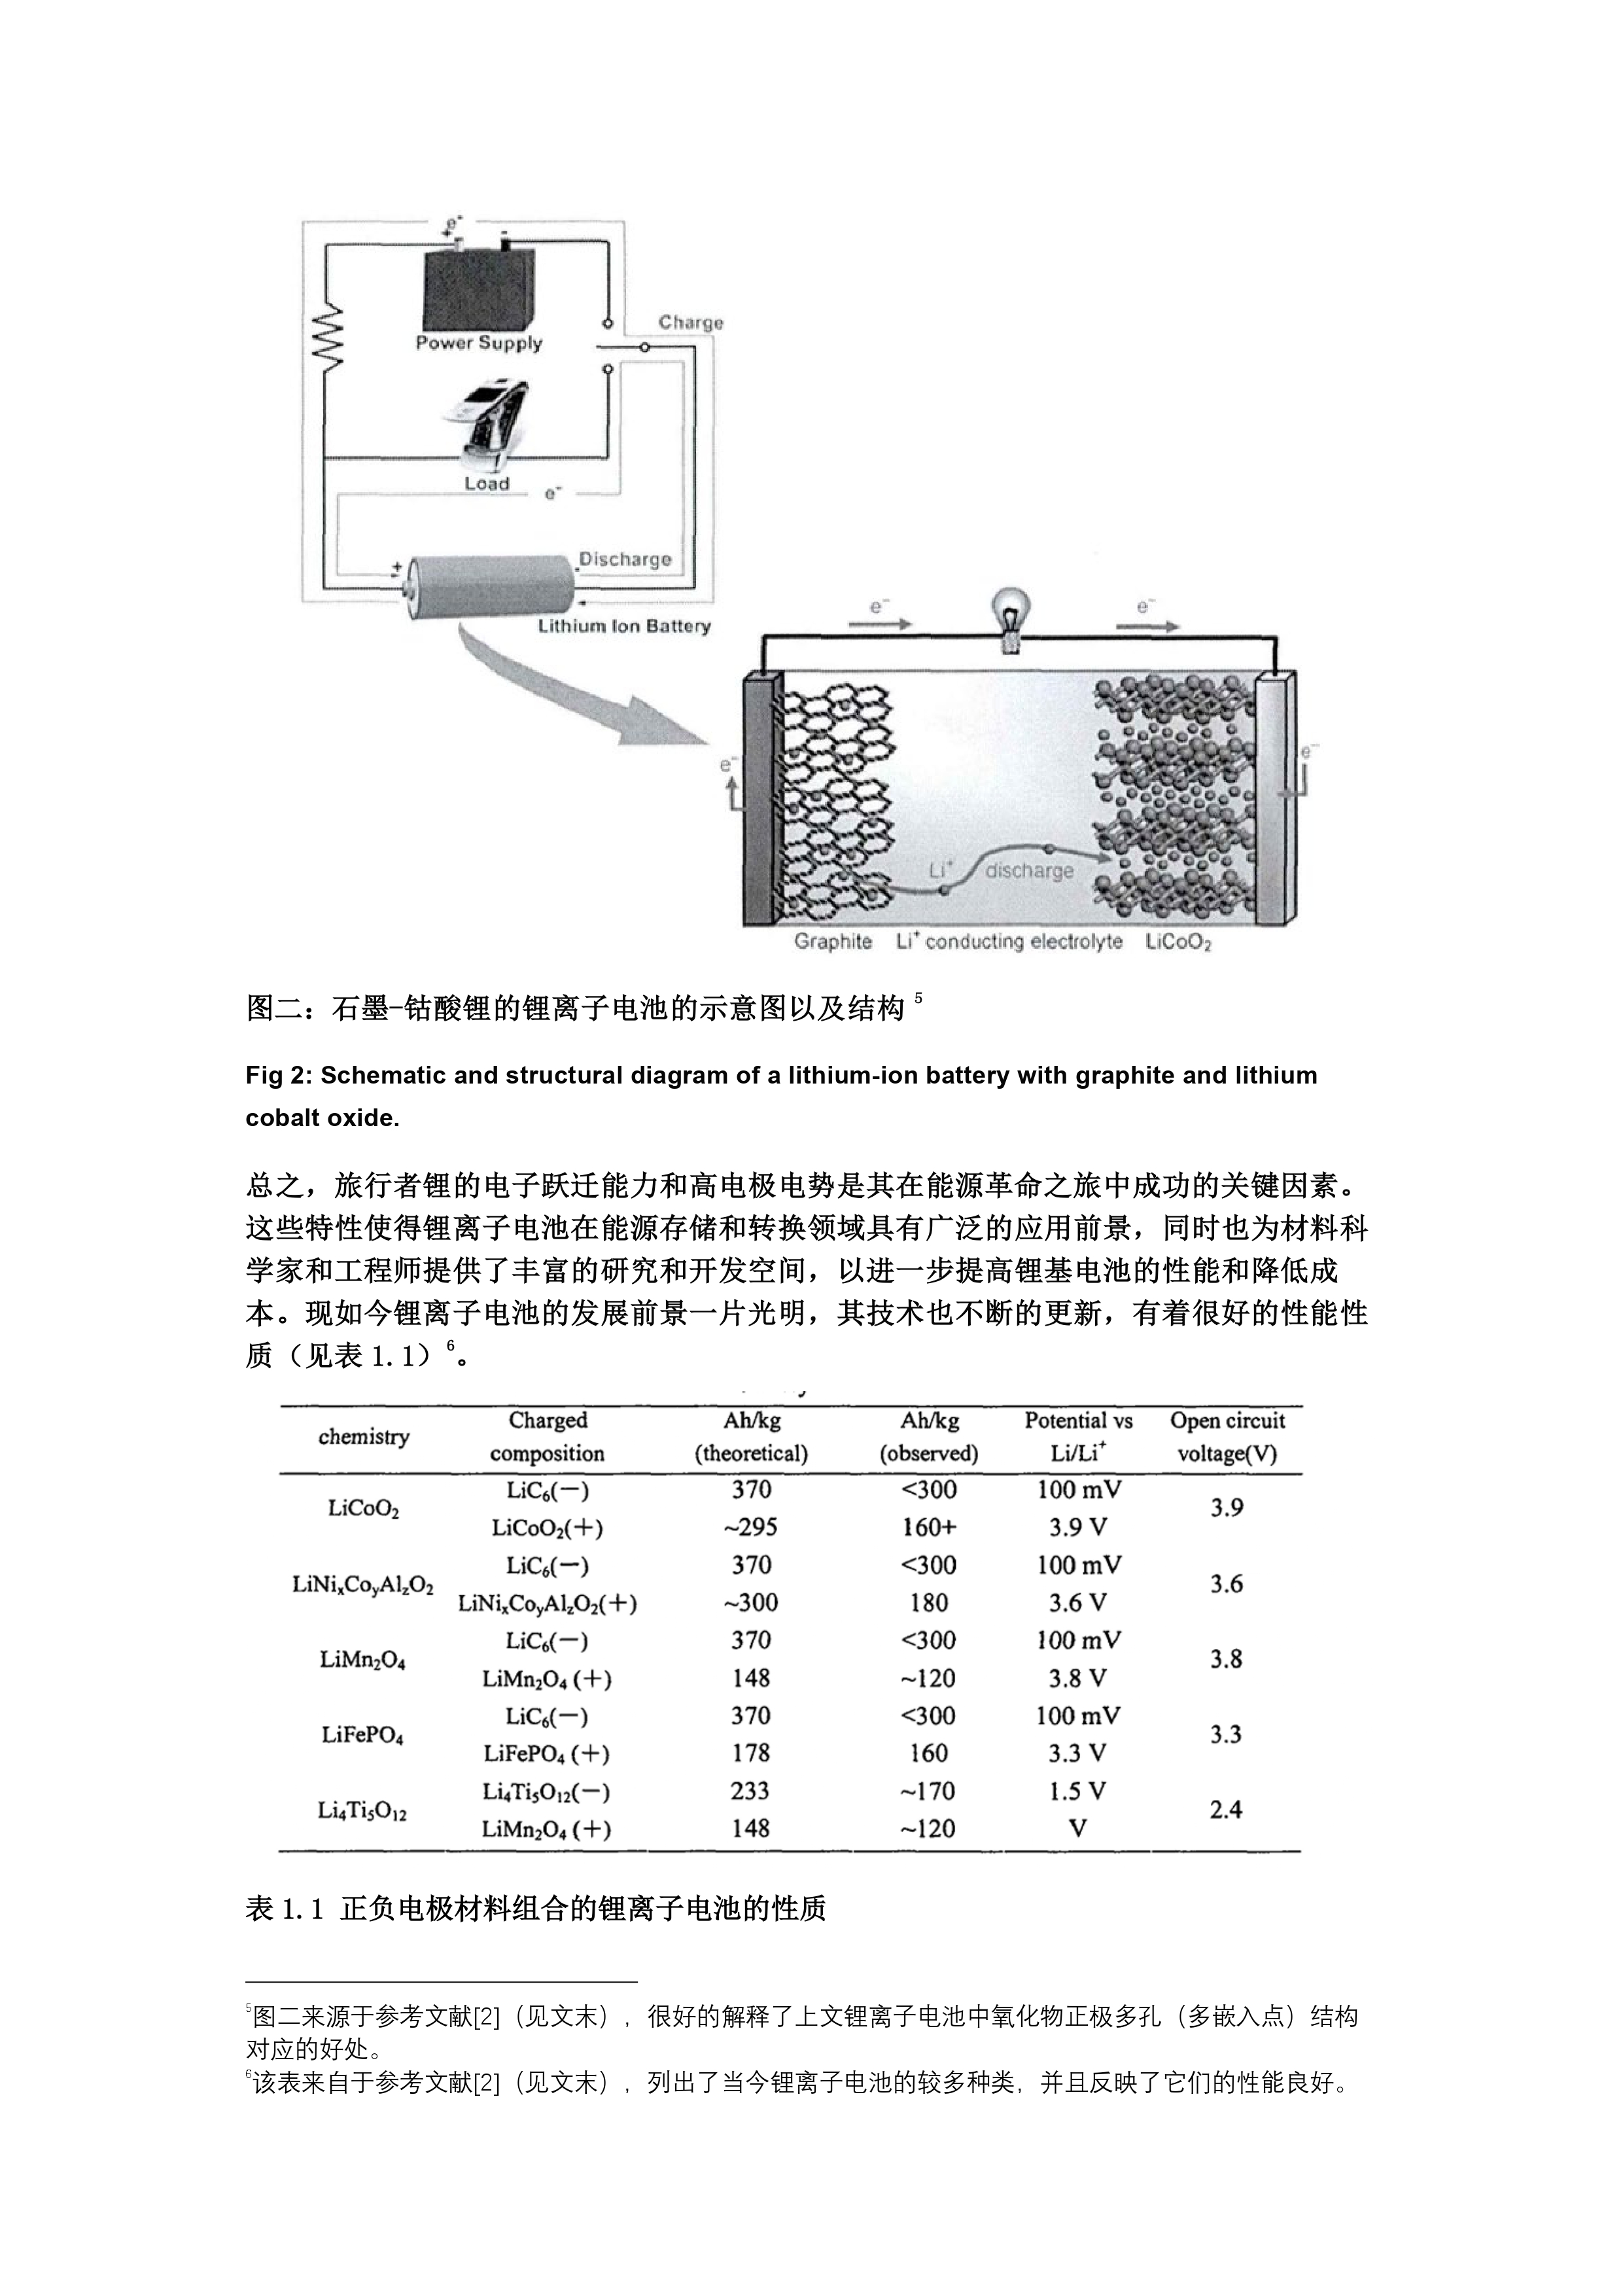 e⁻
+ -
Charge
Power Supply
Load
e⁻
Discharge
+ -
Lithium Ion Battery
e⁻ e⁻
e⁻ e⁻
Li⁺ discharge
Graphite Li⁺ conducting electrolyte LiCoO₂
图二：石墨-钴酸锂的锂离子电池的示意图以及结构⁵
Fig 2: Schematic and structural diagram of a lithium-ion battery with graphite and lithium
cobalt oxide.
总之，旅行者锂的电子跃迁能力和高电极电势是其在能源革命之旅中成功的关键因素。
这些特性使得锂离子电池在能源存储和转换领域具有广泛的应用前景，同时也为材料科
学家和工程师提供了丰富的研究和开发空间，以进一步提高锂基电池的性能和降低成
本。现如今锂离子电池的发展前景一片光明，其技术也不断的更新，有着很好的性能性
质（见表 1.1）⁶。
chemistry Charged composition Ah/kg (theoretical) Ah/kg (observed) Potential vs Li/Li⁺ Open circuit voltage(V)
LiCoO₂ LiC₆(－) 370 <300 100 mV 3.9
LiCoO₂(＋) ~295 160+ 3.9 V
LiNiₓCoᵧAl_zO₂ LiC₆(－) 370 <300 100 mV 3.6
LiNiₓCoᵧAl_zO₂(＋) ~300 180 3.6 V
LiMn₂O₄ LiC₆(－) 370 <300 100 mV 3.8
LiMn₂O₄ (＋) 148 ~120 3.8 V
LiFePO₄ LiC₆(－) 370 <300 100 mV 3.3
LiFePO₄ (＋) 178 160 3.3 V
Li₄Ti₅O₁₂ Li₄Ti₅O₁₂(－) 233 ~170 1.5 V 2.4
LiMn₂O₄ (＋) 148 ~120 V
表 1.1 正负电极材料组合的锂离子电池的性质
⁵图二来源于参考文献[2]（见文末），很好的解释了上文锂离子电池中氧化物正极多孔（多嵌入点）结构
对应的好处。
⁶该表来自于参考文献[2]（见文末），列出了当今锂离子电池的较多种类，并且反映了它们的性能良好。